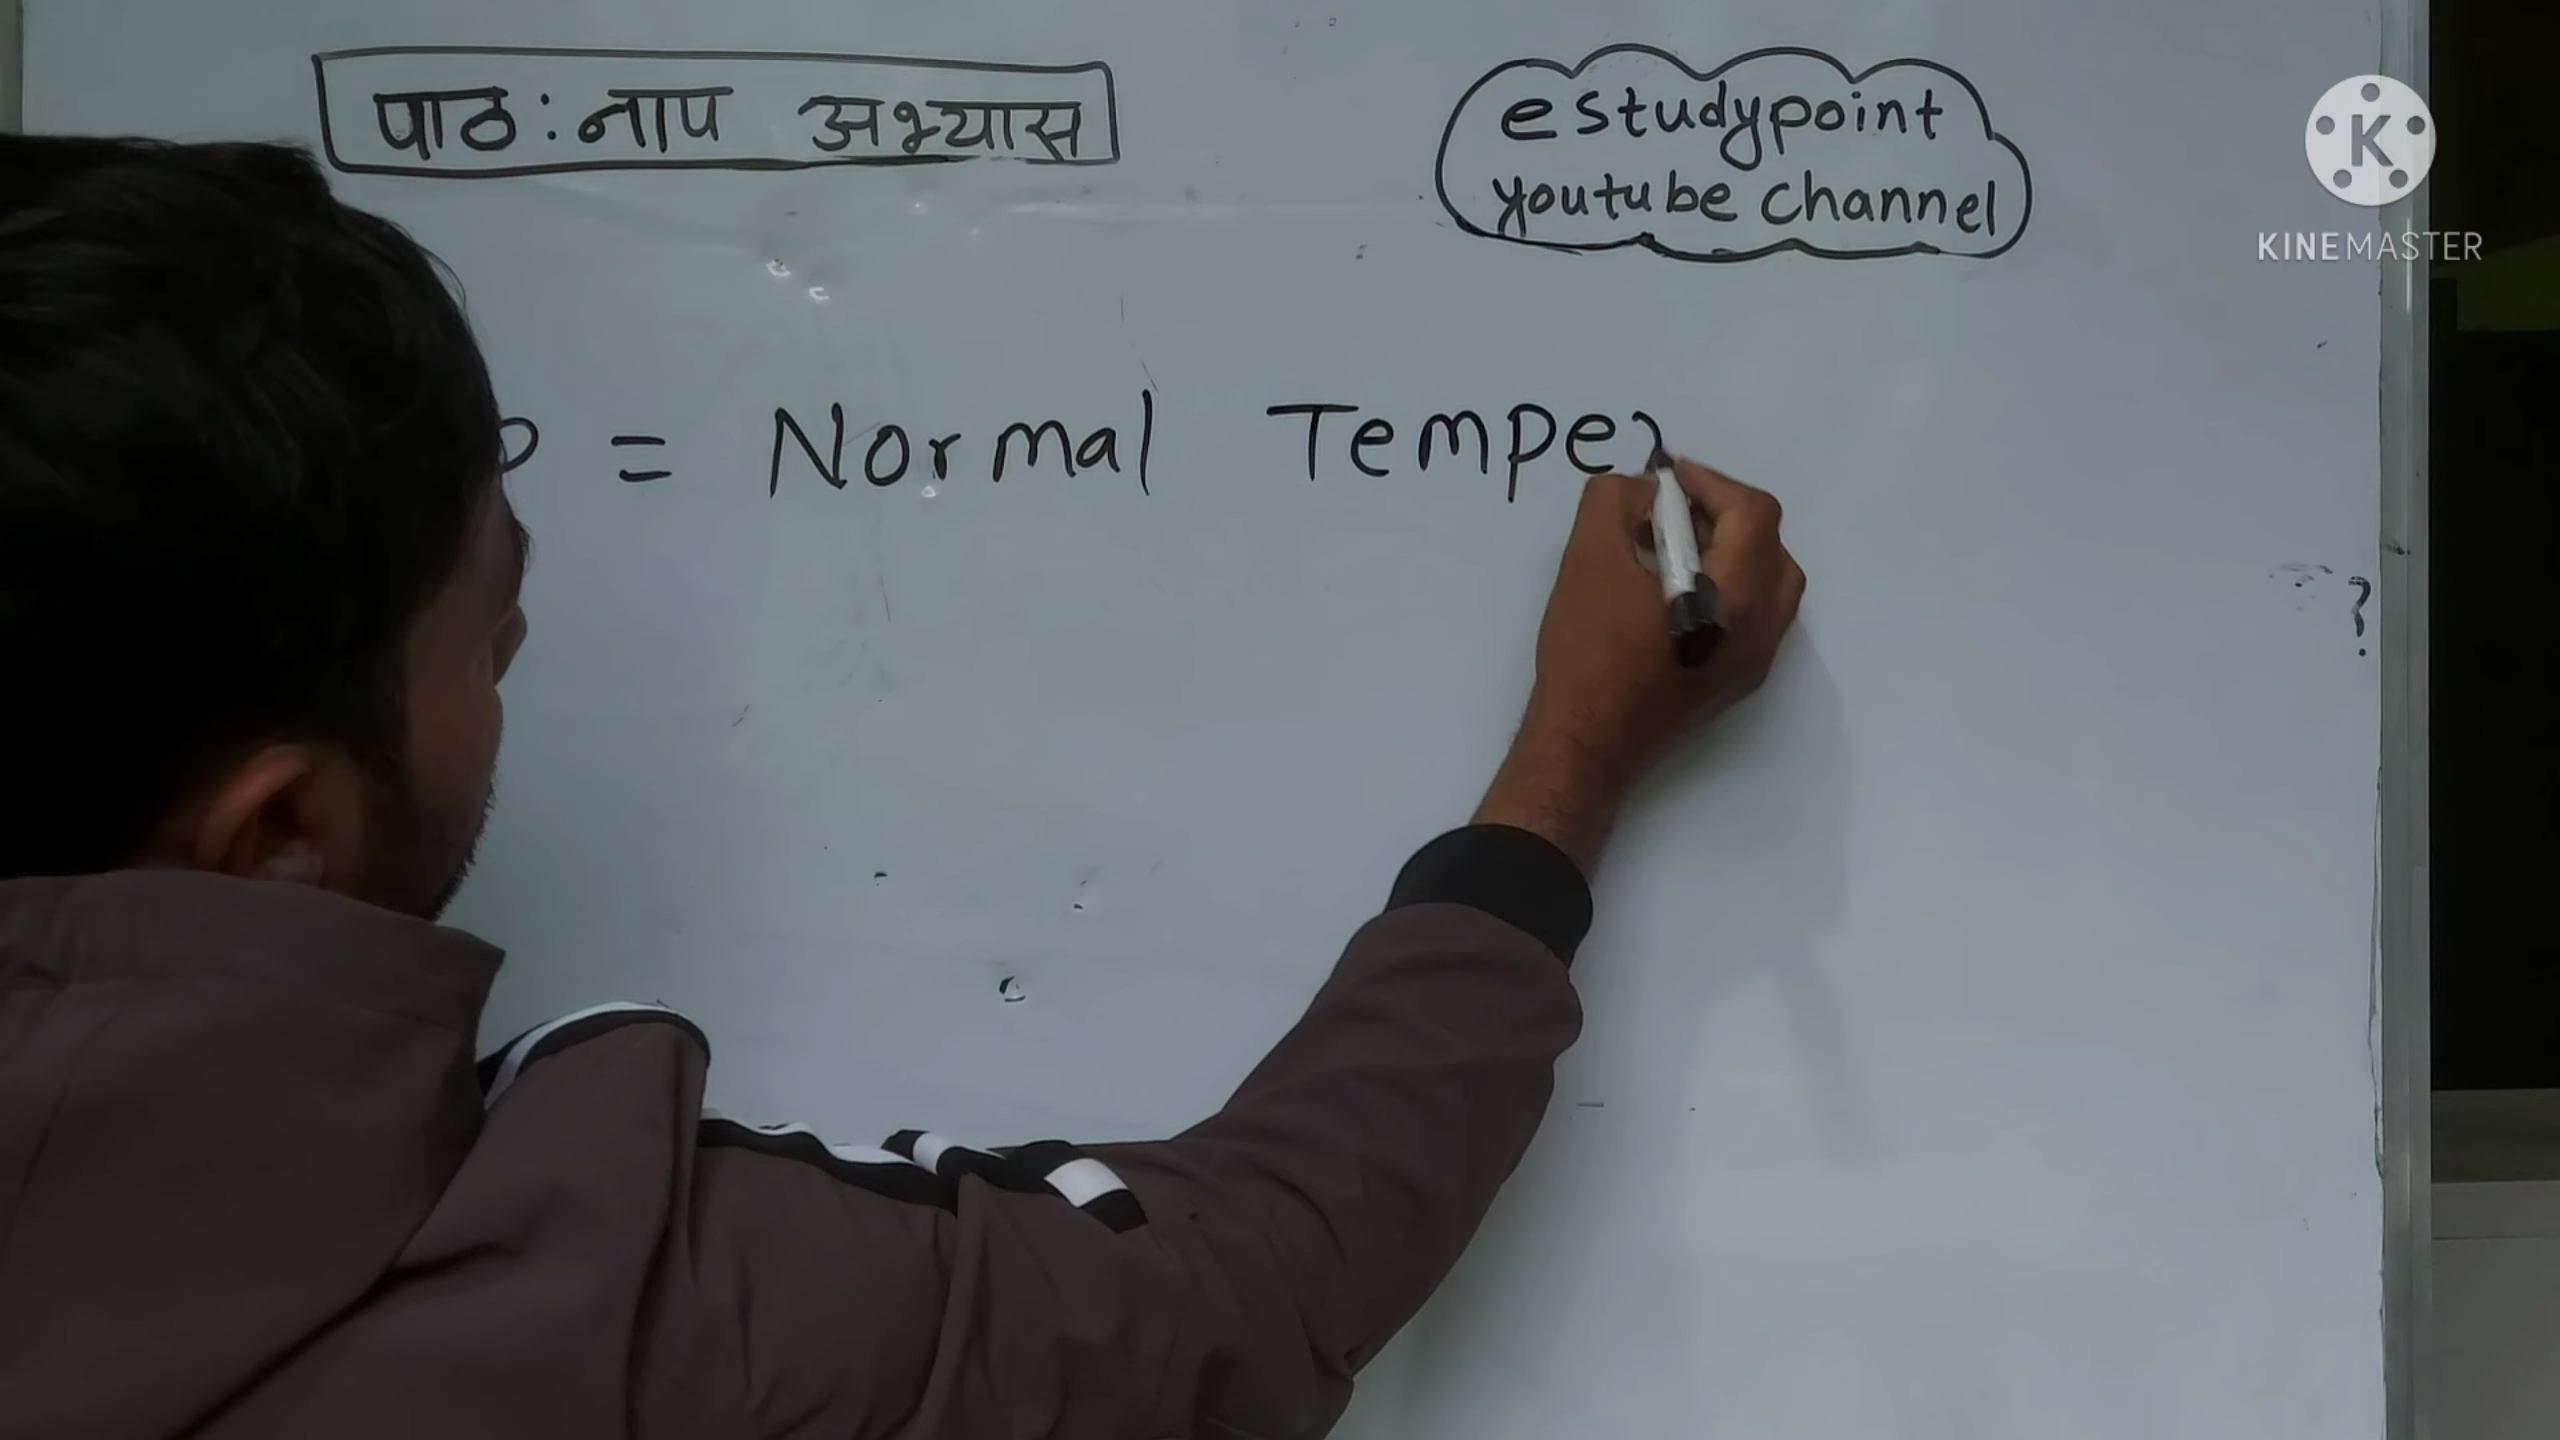 पाठ : नाप अभ्यास
estudypoint
youtube channel
K
KINEMASTER
P = Normal Temper
?